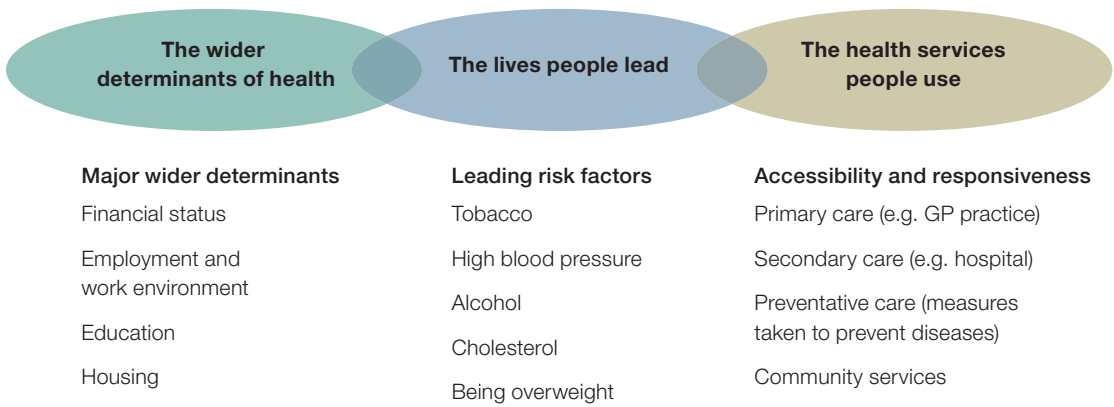 The wider
determinants of health
The lives people lead
The health services
people use
Major wider determinants
Financial status
Employment and
work environment
Education
Housing
Leading risk factors
Tobacco
High blood pressure
Alcohol
Cholesterol
Being overweight
Accessibility and responsiveness
Primary care (e.g. GP practice)
Secondary care (e.g. hospital)
Preventative care (measures
taken to prevent diseases)
Community services